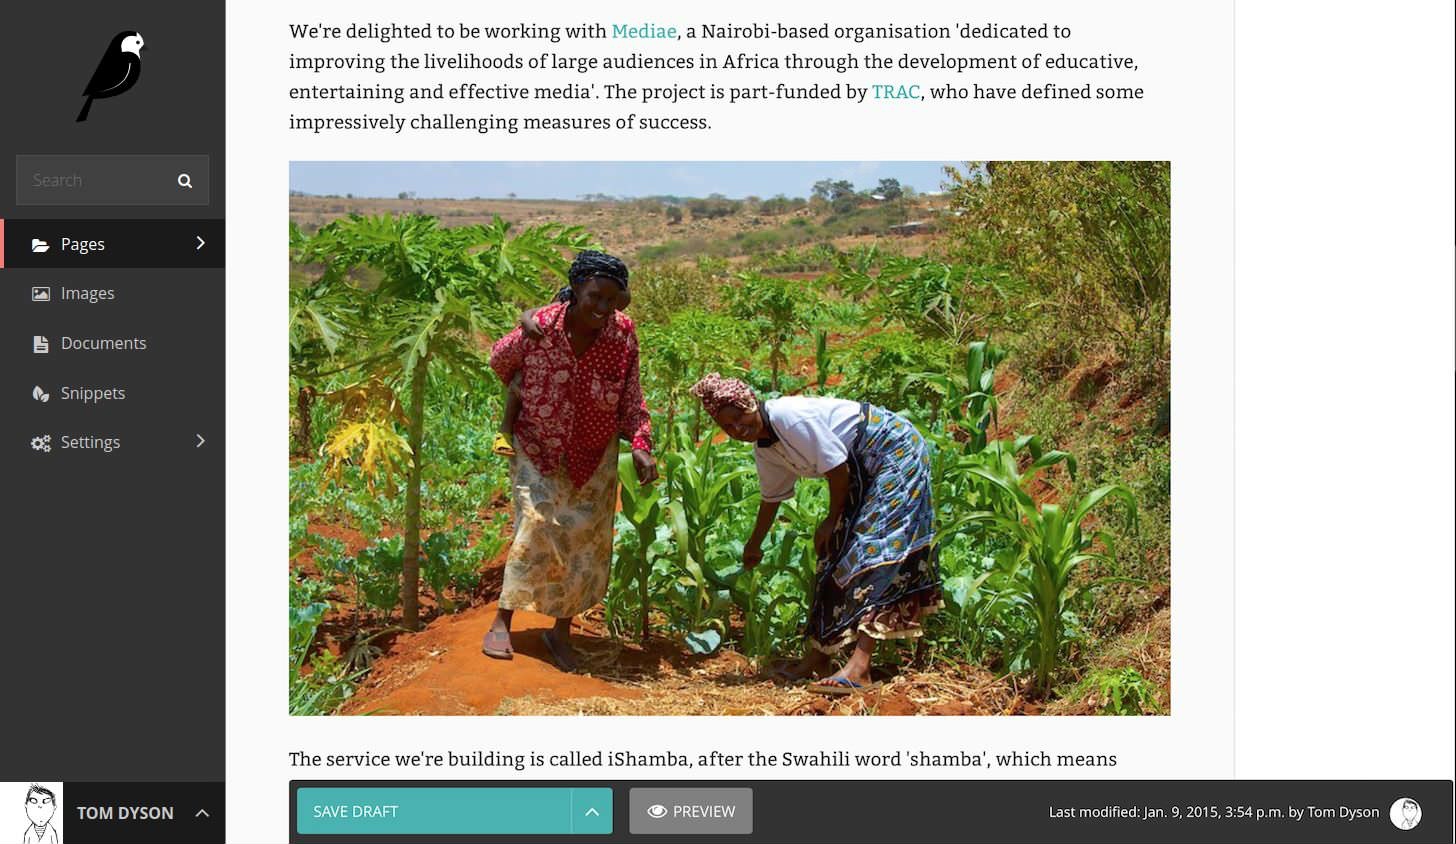 We're delighted to be working with Mediae, a Nairobi-based organisation 'dedicated to
improving the livelihoods of large audiences in Africa through the development of educative,
entertaining and effective media'. The project is part-funded by TRAC, who have defined some
impressively challenging measures of success.
Search
Pages
Images
Documents
Snippets
Settings
The service we're building is called iShamba, after the Swahili word 'shamba', which means
TOM DYSON
SAVE DRAFT
PREVIEW
Last modified: Jan. 9, 2015, 3:54 p.m. by Tom Dyson